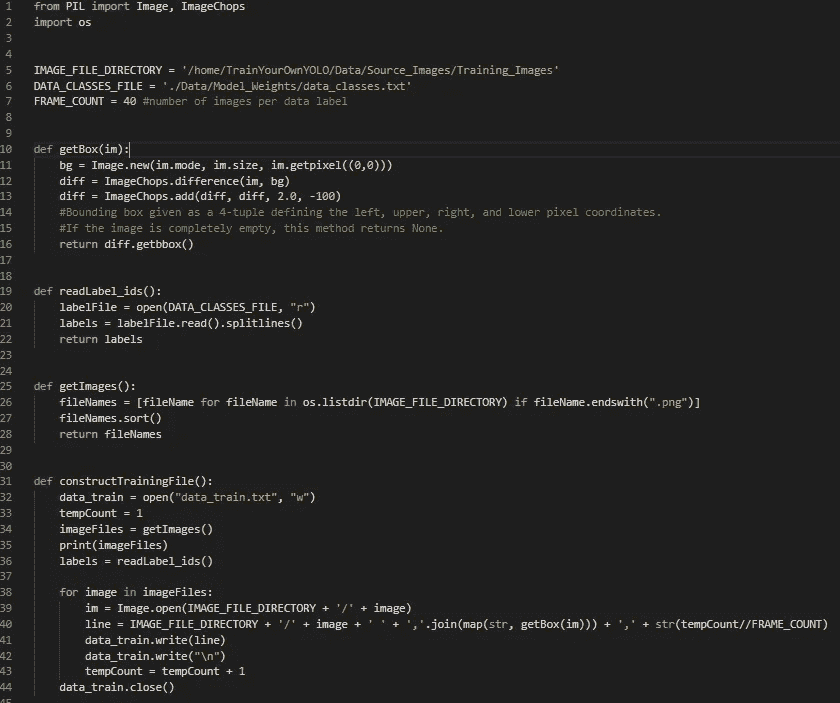 1 from PIL import Image, ImageChops
2 import os
3
4
5 IMAGE_FILE_DIRECTORY = '/home/TrainYourOwnYOLO/Data/Source_Images/Training_Images'
6 DATA_CLASSES_FILE = './Data/Model_Weights/data_classes.txt'
7 FRAME_COUNT = 40 #number of images per data label
8
9
10 def getBox(im):
11     bg = Image.new(im.mode, im.size, im.getpixel((0,0)))
12     diff = ImageChops.difference(im, bg)
13     diff = ImageChops.add(diff, diff, 2.0, -100)
14     #Bounding box given as a 4-tuple defining the left, upper, right, and lower pixel coordinates.
15     #If the image is completely empty, this method returns None.
16     return diff.getbbox()
17
18
19 def readLabel_ids():
20     labelFile = open(DATA_CLASSES_FILE, "r")
21     labels = labelFile.read().splitlines()
22     return labels
23
24
25 def getImages():
26     fileNames = [fileName for fileName in os.listdir(IMAGE_FILE_DIRECTORY) if fileName.endswith(".png")]
27     fileNames.sort()
28     return fileNames
29
30
31 def constructTrainingFile():
32     data_train = open("data_train.txt", "w")
33     tempCount = 1
34     imageFiles = getImages()
35     print(imageFiles)
36     labels = readLabel_ids()
37
38     for image in imageFiles:
39         im = Image.open(IMAGE_FILE_DIRECTORY + '/' + image)
40         line = IMAGE_FILE_DIRECTORY + '/' + image + ' ' + ','.join(map(str, getBox(im))) + ',' + str(tempCount//FRAME_COUNT)
41         data_train.write(line)
42         data_train.write("\n")
43         tempCount = tempCount + 1
44     data_train.close()